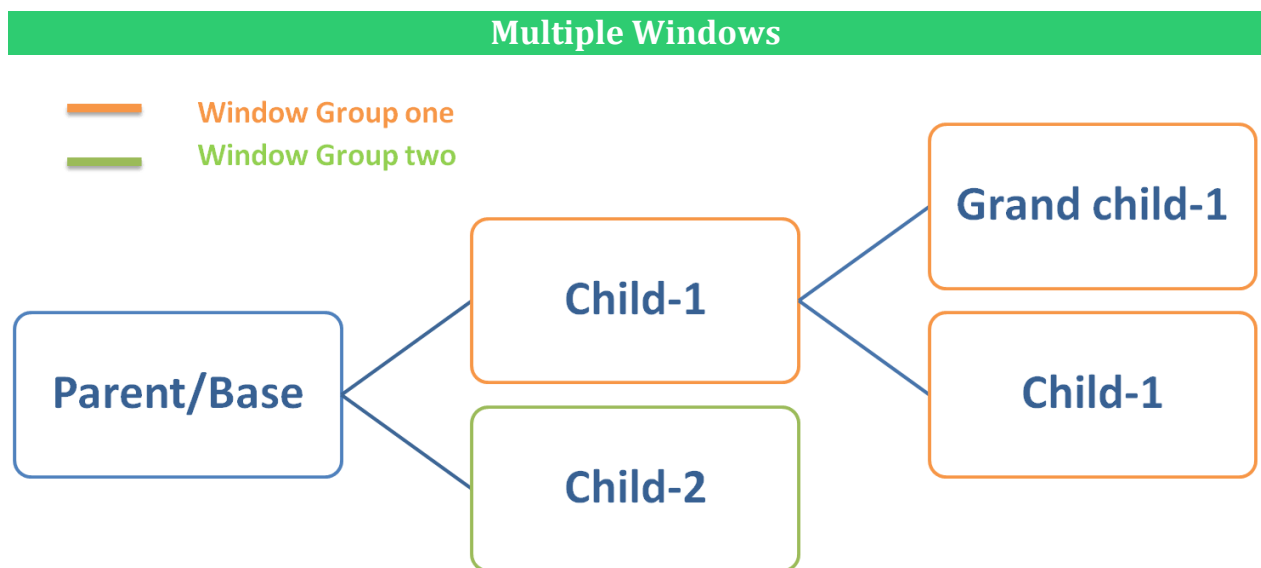 Multiple Windows
Window Group one
Window Group two
Parent/Base
Child-1
Child-2
Grand child-1
Child-1